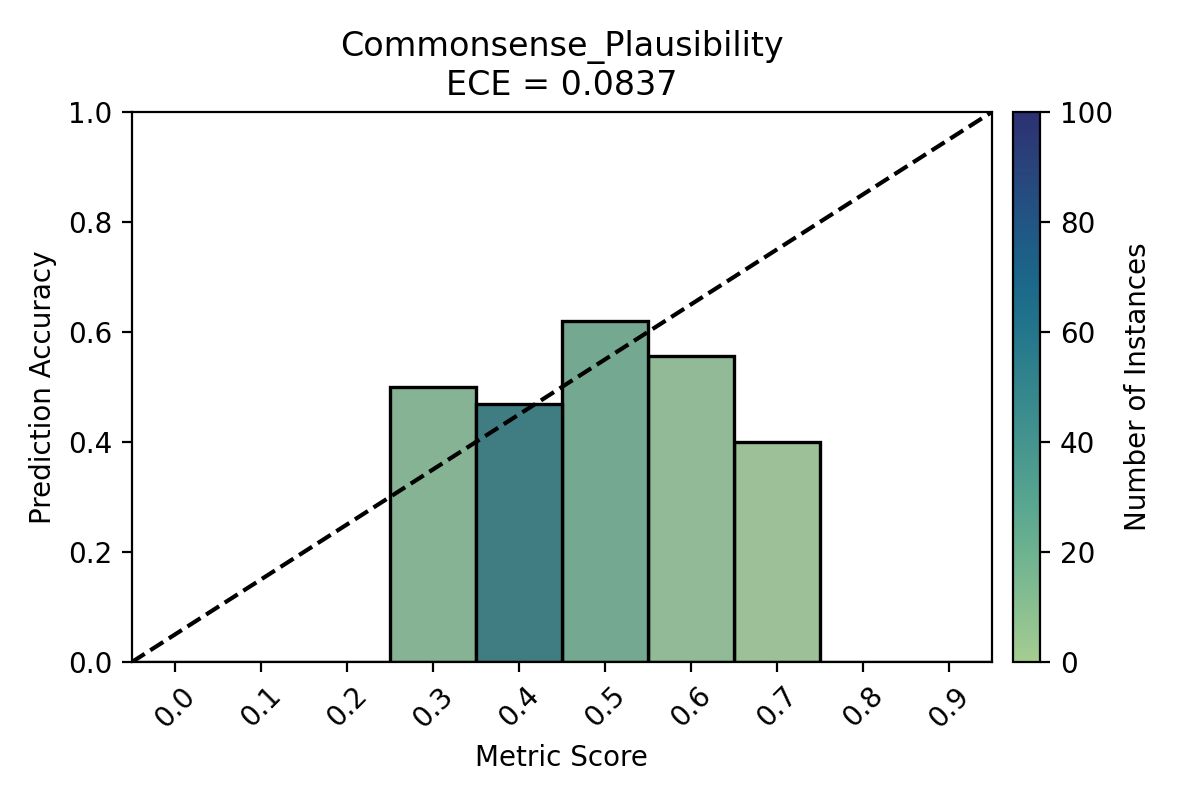 Commonsense_Plausibility
ECE = 0.0837
1.0
0.8
0.6
0.4
0.2
0.0
Prediction Accuracy
0.0 0.1 0.2 0.3 0.4 0.5 0.6 0.7 0.8 0.9
Metric Score
100
80
60
40
20
0
Number of Instances